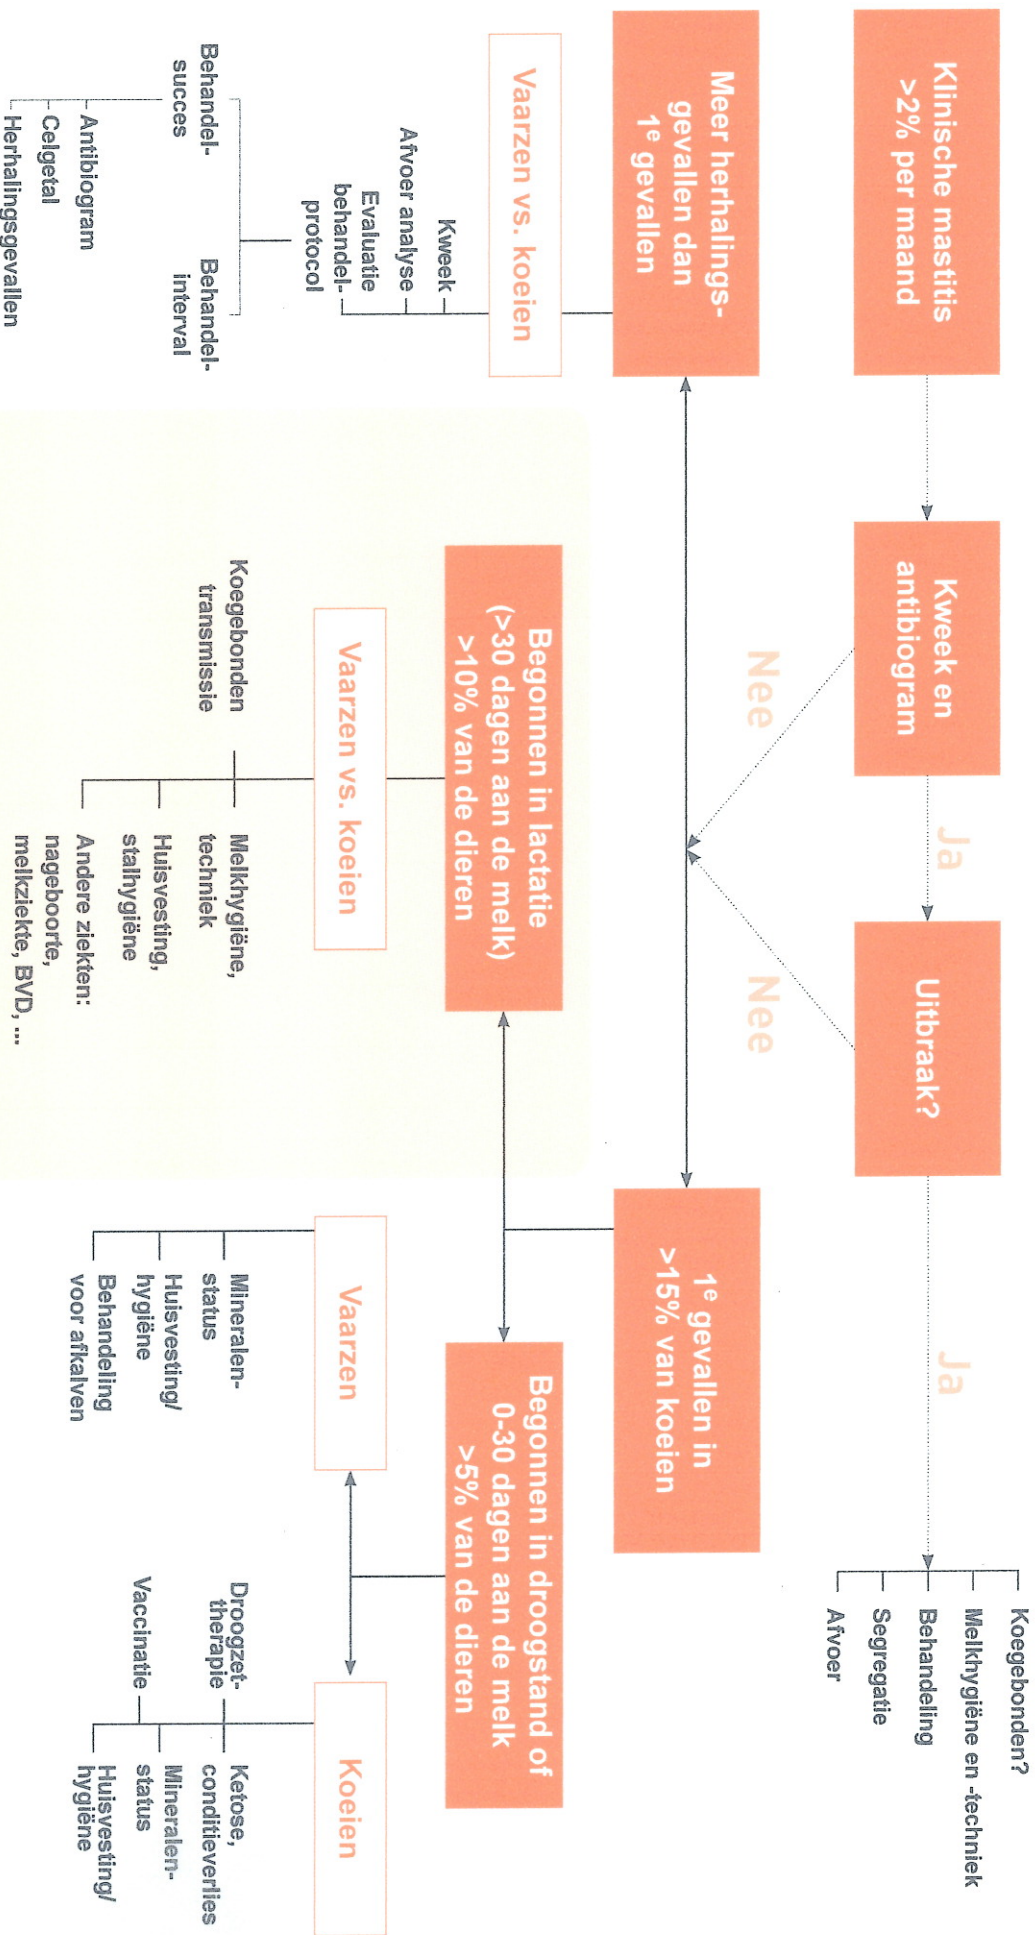 Klinische mastitis
>2% per maand
Kweek en
antibiogram
Ja
Uitbraak?
Ja
Koegebonden?
Melkhygiëne en -techniek
Behandeling
Segregatie
Afvoer
Nee
Nee
Meer herhalings-
gevallen dan
1e gevallen
1e gevallen in
>15% van koeien
Vaarzen vs. koeien
Kweek
Afvoer analyse
Evaluatie
behandel-
protocol
Behandel-
succes
Behandel-
interval
Antibiogram
Celgetal
Herhalingsgevallen
Begonnen in lactatie
(>30 dagen aan de melk)
>10% van de dieren
Vaarzen vs. koeien
Koegebonden
transmissie
Melkhygiëne,
techniek
Huisvesting,
stalhygiëne
Andere ziekten:
nageboorte,
melkziekte, BVD, ...
Begonnen in droogstand of
0-30 dagen aan de melk
>5% van de dieren
Vaarzen
Mineralen-
status
Huisvesting/
hygiëne
Behandeling
voor afkalven
Koeien
Droogzet-
therapie
Vaccinatie
Ketose,
conditieverlies
Mineralen-
status
Huisvesting/
hygiëne